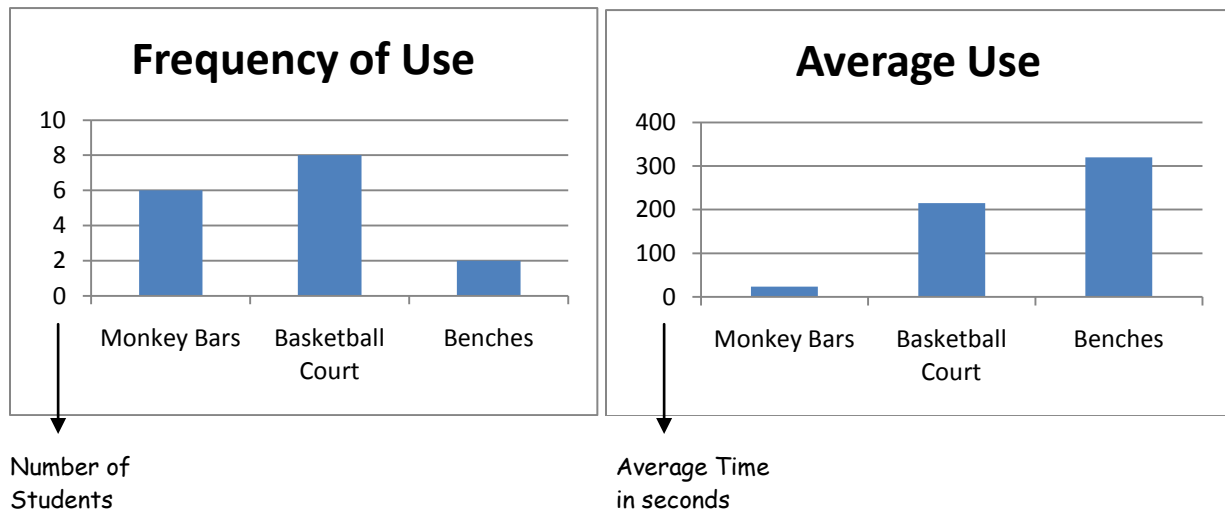 Frequency of Use
10
8
6
4
2
0
Monkey Bars
Basketball
Court
Benches
Number of
Students
Average Use
400
300
200
100
0
Monkey Bars
Basketball
Court
Benches
Average Time
in seconds